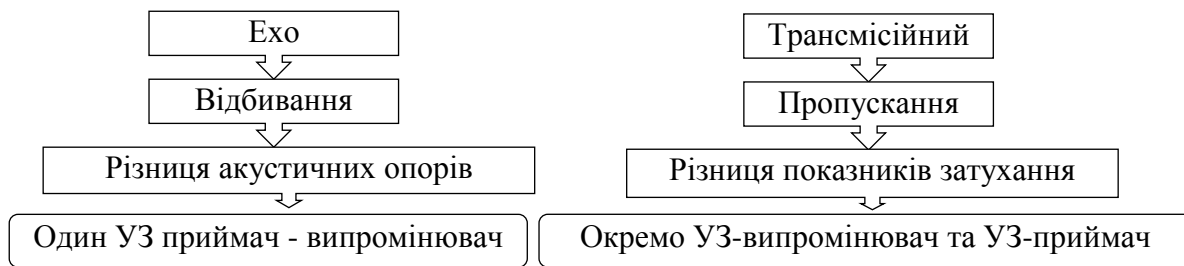 Ехо
Відбивання
Різниця акустичних опорів
Один УЗ приймач - випромінювач
Трансмісійний
Пропускання
Різниця показників затухання
Окремо УЗ-випромінювач та УЗ-приймач